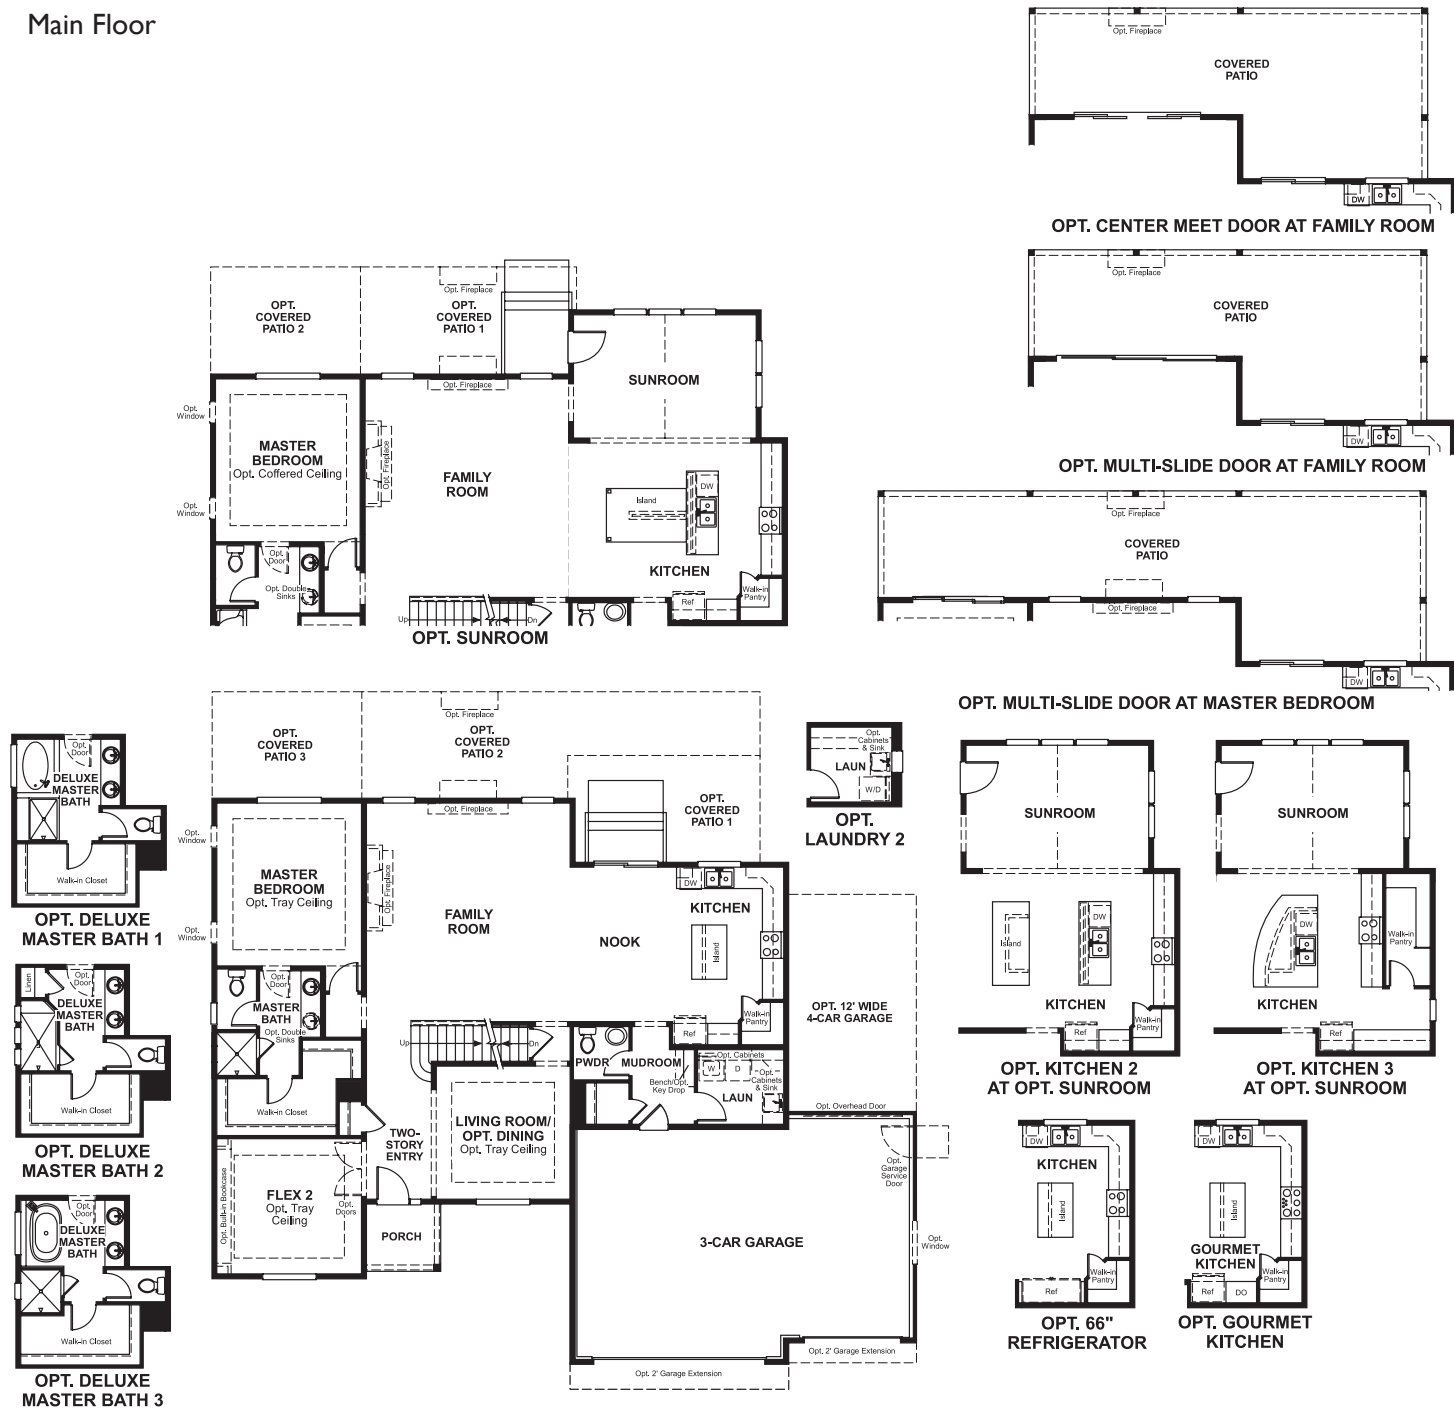 Main Floor
Opt. Fireplace
COVERED
PATIO
DW
OPT. CENTER MEET DOOR AT FAMILY ROOM
Opt. Fireplace
COVERED
PATIO
DW
OPT. MULTI-SLIDE DOOR AT FAMILY ROOM
Opt. Fireplace
COVERED
PATIO
Opt. Fireplace
DW
OPT. MULTI-SLIDE DOOR AT MASTER BEDROOM
OPT.
COVERED
PATIO 2
Opt. Fireplace
OPT.
COVERED
PATIO 1
Opt. Fireplace
SUNROOM
Opt.
Window
MASTER
BEDROOM
Opt. Coffered Ceiling
Opt. Fireplace
FAMILY
ROOM
DW
Island
Opt.
Window
Opt.
Door
Opt. Double
Sinks
KITCHEN
Walk-in
Pantry
Ref
Up
Dn
OPT. SUNROOM
OPT.
COVERED
PATIO 3
Opt. Fireplace
OPT.
COVERED
PATIO 2
OPT.
COVERED
PATIO 1
Opt. Fireplace
Opt.
Window
MASTER
BEDROOM
Opt. Tray Ceiling
Opt. Fireplace
FAMILY
ROOM
NOOK
DW
KITCHEN
Island
Opt.
Window
Opt.
Door
MASTER
BATH
Opt. Double
Sinks
Walk-in
Pantry
Ref
Up
Dn
PWDR
MUDROOM
Bench/Opt.
Key Drop
Opt. Cabinets
W
D
Opt.
Cabinets
& Sink
LAUN
Walk-in Closet
TWO-
STORY
ENTRY
LIVING ROOM/
OPT. DINING
Opt. Tray Ceiling
OPT. 12' WIDE
4-CAR GARAGE
Opt. Overhead Door
Opt.
Garage
Service
Door
Opt. Built-in Bookcase
FLEX 2
Opt. Tray
Ceiling
Opt.
Doors
PORCH
3-CAR GARAGE
Opt.
Window
Opt. 2' Garage Extension
Opt. 2' Garage Extension
Opt.
Door
DELUXE
MASTER
BATH
Walk-in Closet
OPT. DELUXE
MASTER BATH 1
Linen
Opt.
Door
DELUXE
MASTER
BATH
Walk-in Closet
OPT. DELUXE
MASTER BATH 2
Opt.
Door
DELUXE
MASTER
BATH
Walk-in Closet
OPT. DELUXE
MASTER BATH 3
Opt.
Cabinets
& Sink
LAUN
W/D
OPT.
LAUNDRY 2
SUNROOM
Island
DW
KITCHEN
Walk-in
Pantry
Ref
OPT. KITCHEN 2
AT OPT. SUNROOM
SUNROOM
DW
Walk-in
Pantry
KITCHEN
Ref
OPT. KITCHEN 3
AT OPT. SUNROOM
DW
KITCHEN
Island
Walk-in
Pantry
Ref
OPT. 66"
REFRIGERATOR
DW
Island
GOURMET
KITCHEN
Walk-in
Pantry
Ref
DO
OPT. GOURMET
KITCHEN